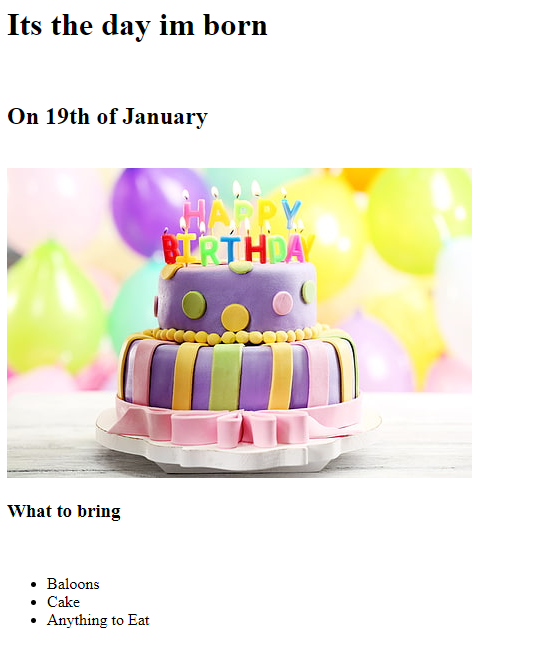 Its the day im born
On 19th of January
HAPPY
BIRTHDAY
What to bring
Baloons
Cake
Anything to Eat